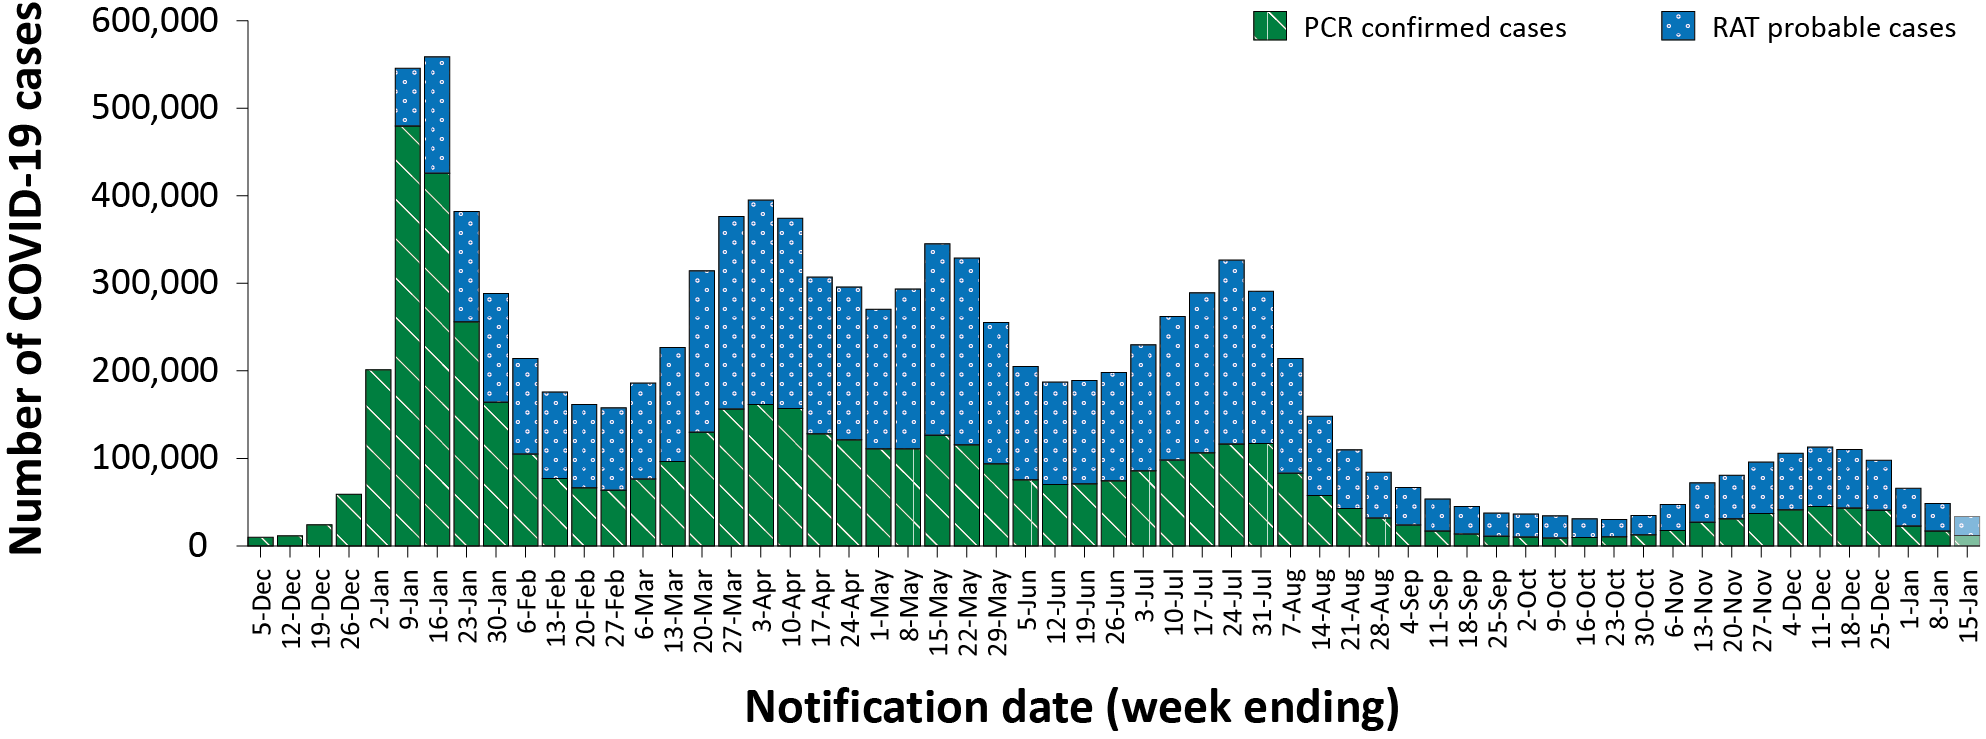 Number of COVID-19 cases
600,000
500,000
400,000
300,000
200,000
100,000
0
PCR confirmed cases
RAT probable cases
5-Dec
12-Dec
19-Dec
26-Dec
2-Jan
9-Jan
16-Jan
23-Jan
30-Jan
6-Feb
13-Feb
20-Feb
27-Feb
6-Mar
13-Mar
20-Mar
27-Mar
3-Apr
10-Apr
17-Apr
24-Apr
1-May
8-May
15-May
22-May
29-May
5-Jun
12-Jun
19-Jun
26-Jun
3-Jul
10-Jul
17-Jul
24-Jul
31-Jul
7-Aug
14-Aug
21-Aug
28-Aug
4-Sep
11-Sep
18-Sep
25-Sep
2-Oct
9-Oct
16-Oct
23-Oct
30-Oct
6-Nov
13-Nov
20-Nov
27-Nov
4-Dec
11-Dec
18-Dec
25-Dec
1-Jan
8-Jan
15-Jan
Notification date (week ending)